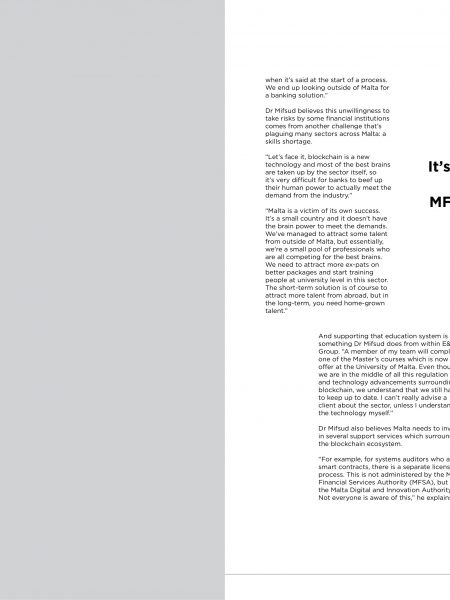 when it's said at the start of a process.
We end up looking outside of Malta for
a banking solution."
Dr Mifsud believes this unwillingness to
take risks by some financial institutions
comes from another challenge that's
plaguing many sectors across Malta: a
skills shortage.
"Let's face it, blockchain is a new
technology and most of the best brains
are taken up by the sector itself, so
it's very difficult for banks to beef up
their human power to actually meet the
demand from the industry."
"Malta is a victim of its own success.
It's a small country and it doesn't have
the brain power to meet the demands.
We've managed to attract some talent
from outside of Malta, but essentially,
we're a small pool of professionals who
are all competing for the best brains.
We need to attract more ex-pats on
better packages and start training
people at university level in this sector.
The short-term solution is of course to
attract more talent from abroad, but in
the long-term, you need home-grown
talent."
It's
MF
And supporting that education system is
something Dr Mifsud does from within E&
Group. "A member of my team will compl
one of the Master's courses which is now
offer at the University of Malta. Even thou
we are in the middle of all this regulation
and technology advancements surroundin
blockchain, we understand that we still ha
to keep up to date. I can't really advise a
client about the sector, unless I understan
the technology myself."
Dr Mifsud also believes Malta needs to inv
in several support services which surroun
the blockchain ecosystem.
"For example, for systems auditors who a
smart contracts, there is a separate licens
process. This is not administered by the M
Financial Services Authority (MFSA), but
the Malta Digital and Innovation Authority
Not everyone is aware of this," he explain